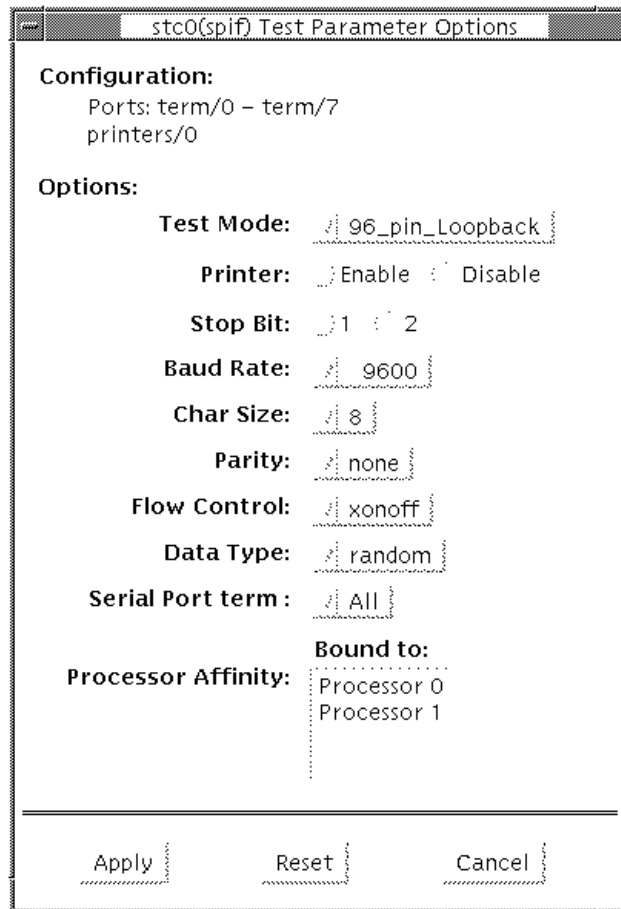 stc0(spif) Test Parameter Options
Configuration:
Ports: term/0 – term/7
printers/0
Options:
Test Mode: 96_pin_Loopback
Printer: Enable Disable
Stop Bit: 1 2
Baud Rate: 9600
Char Size: 8
Parity: none
Flow Control: xonoff
Data Type: random
Serial Port term : All
Bound to:
Processor Affinity:
Processor 0
Processor 1
Apply Reset Cancel